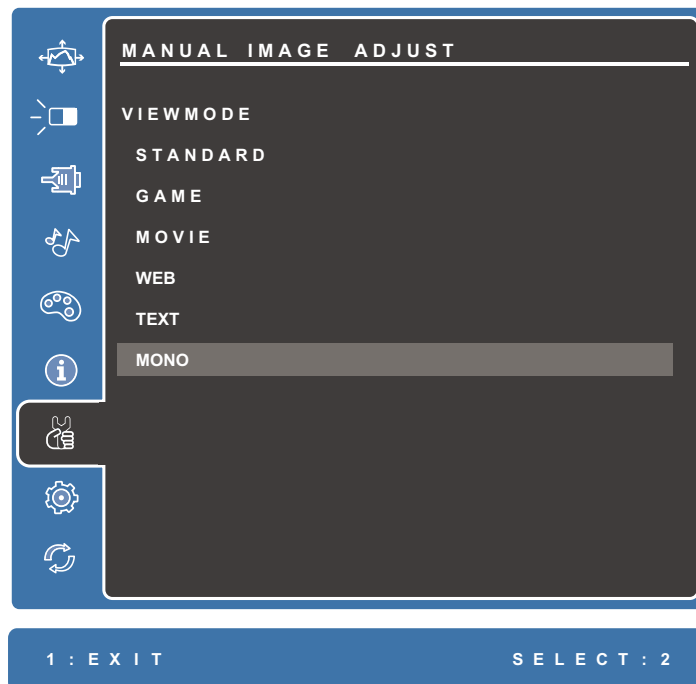 MANUAL IMAGE ADJUST
VIEWMODE
STANDARD
GAME
MOVIE
WEB
TEXT
MONO
1:EXIT SELECT:2